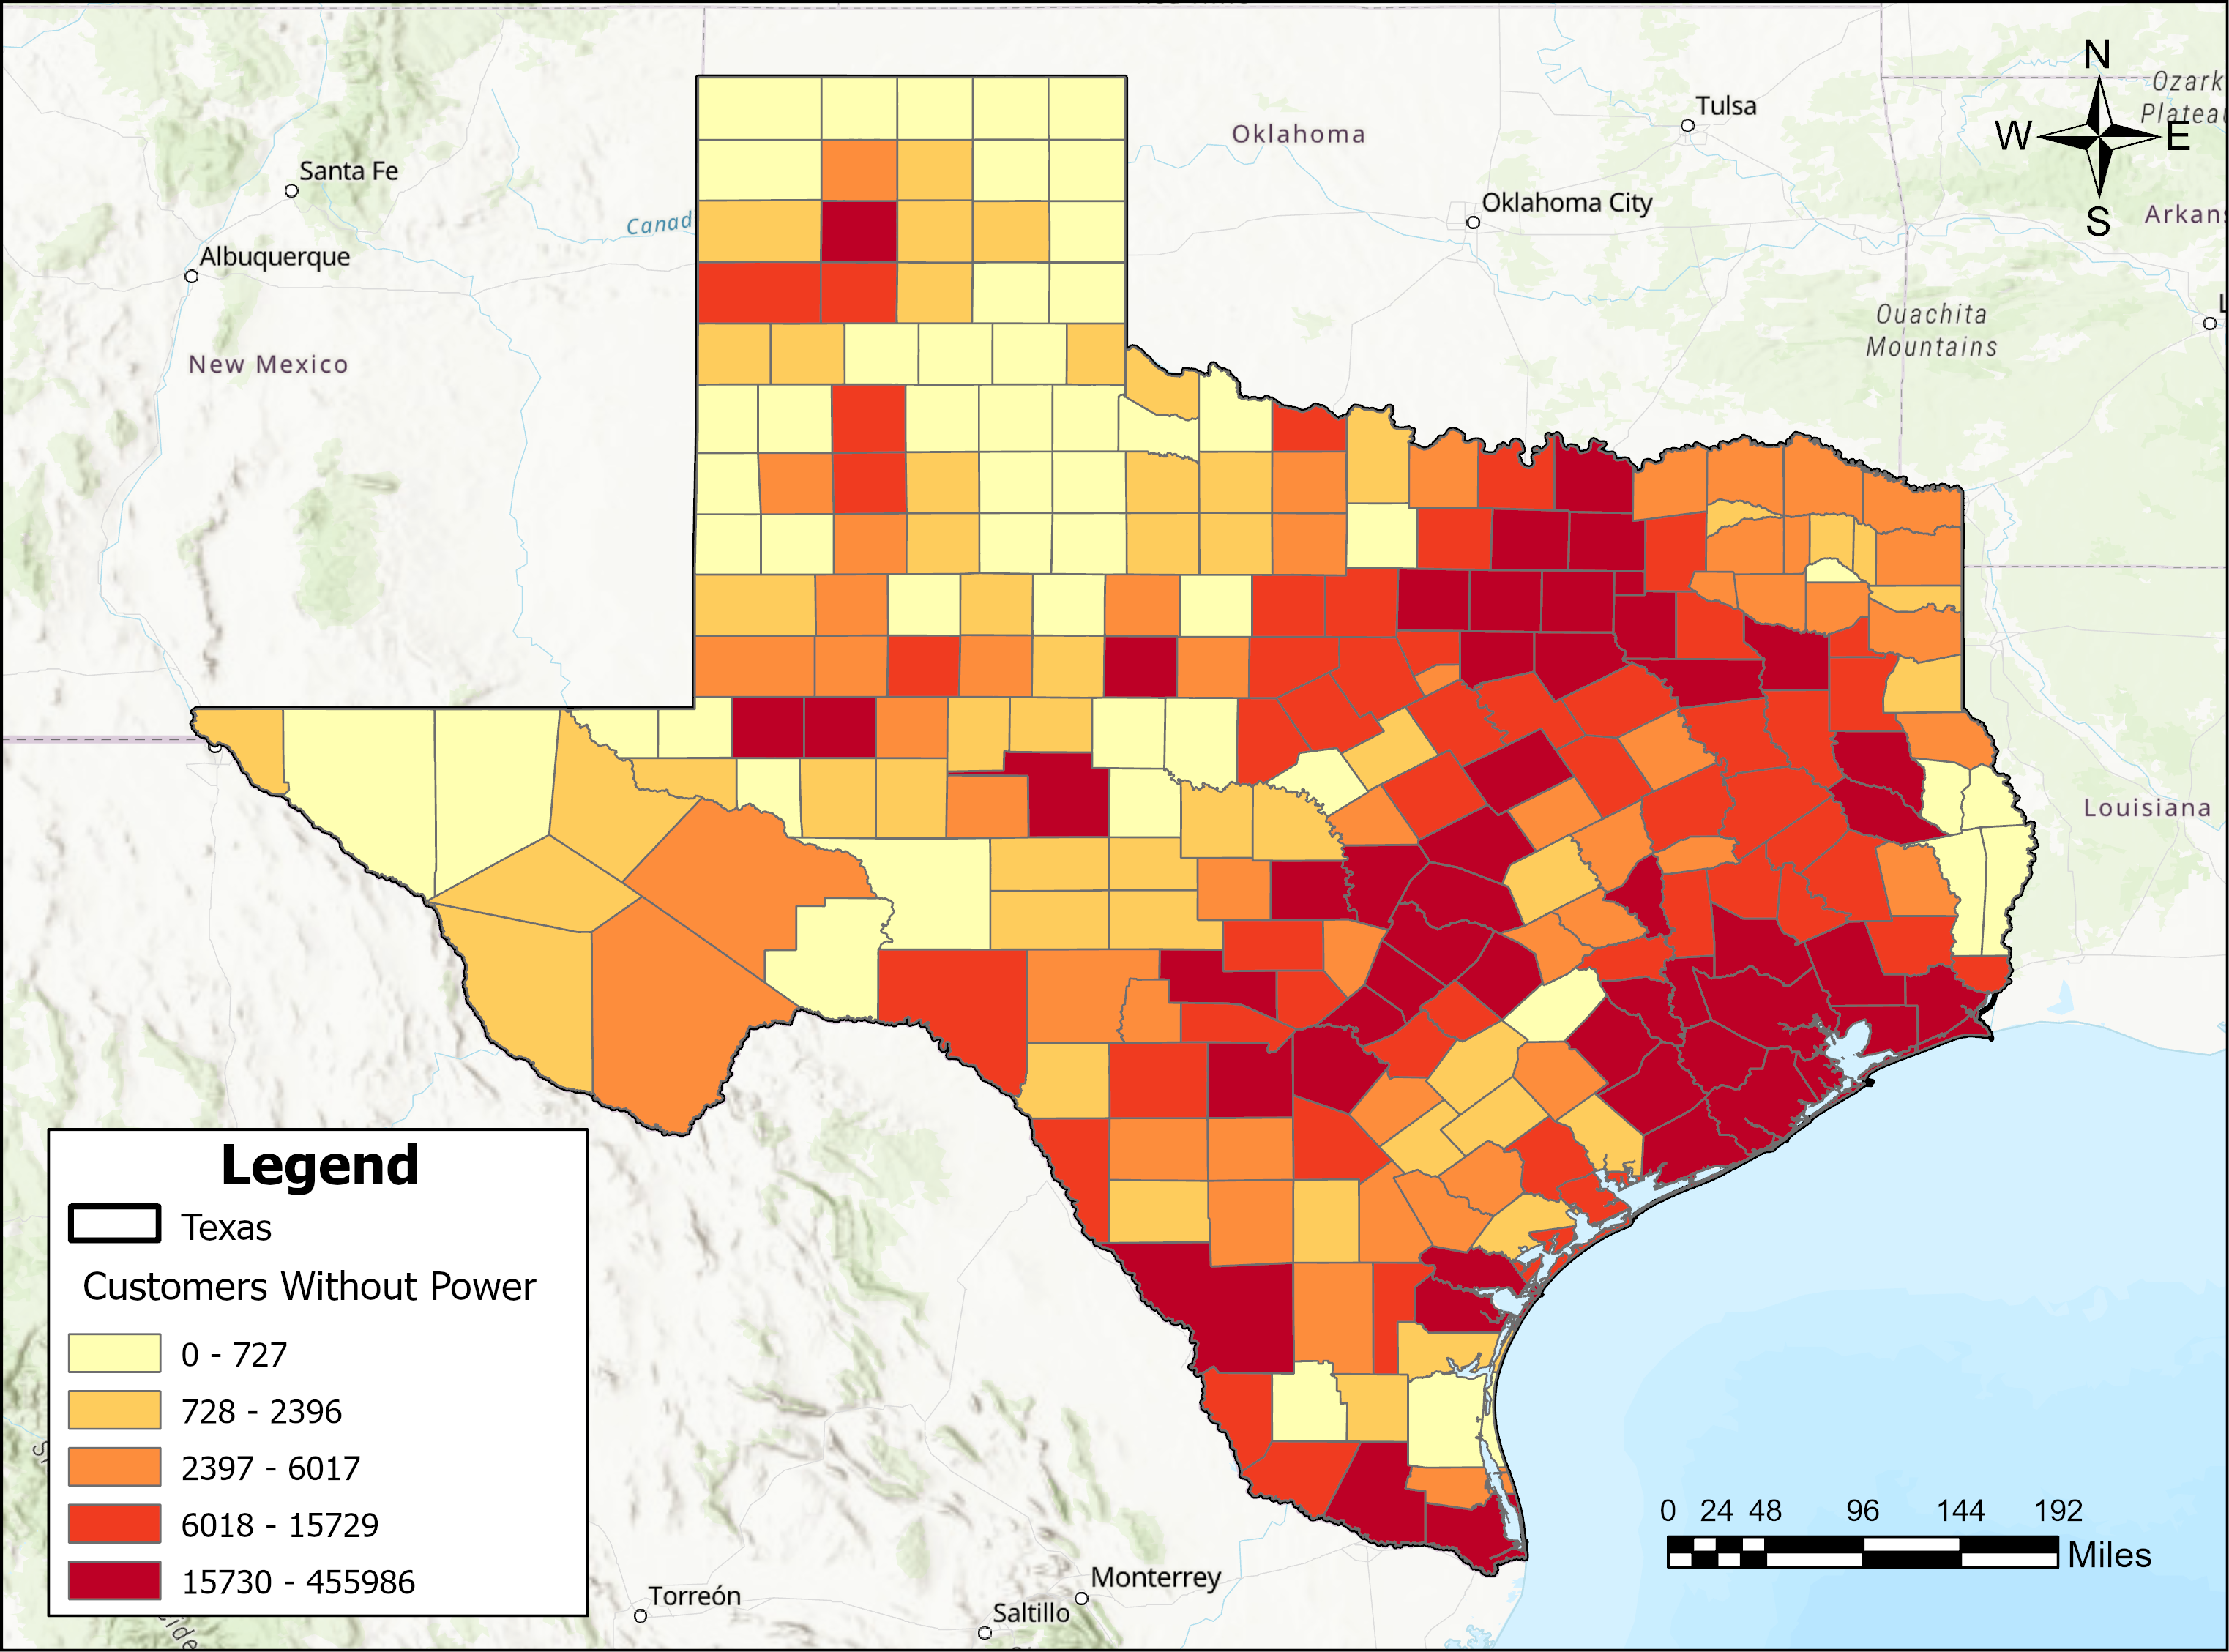 N
W
E
S
Ozark
Plateau
Tulsa
Oklahoma
Santa Fe
Oklahoma City
Arkans
Canadi
Albuquerque
Ouachita
Mountains
New Mexico
L
Louisiana
Legend
Texas
Customers Without Power
0 - 727
728 - 2396
2397 - 6017
6018 - 15729
15730 - 455986
0 24 48 96 144 192
Miles
Monterrey
Torreón
Saltillo